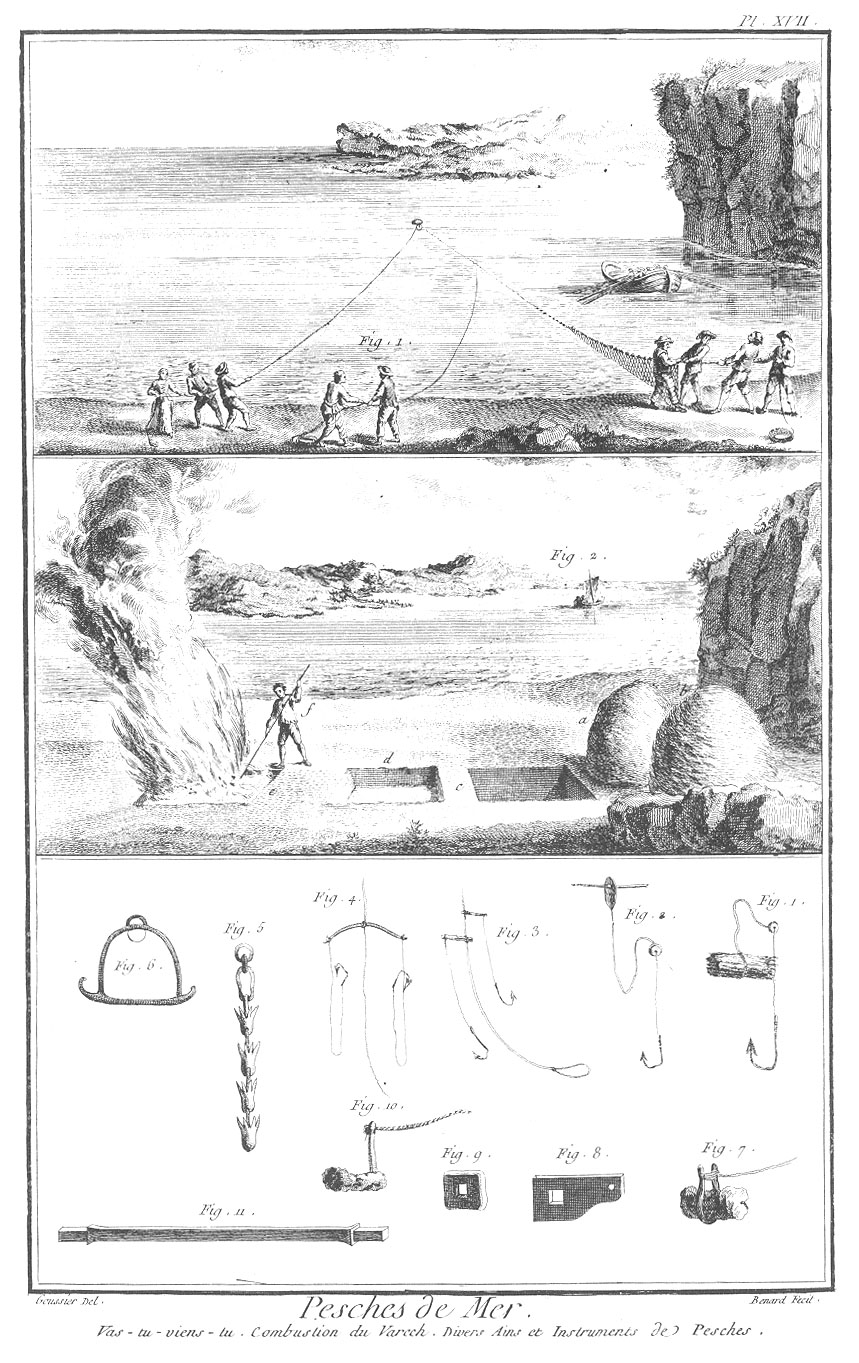 Pl. XVII.
Fig. 1.
Fig. 2.
a
b
d
c
e
Fig. 4.
Fig. 5
Fig. 3.
Fig. 2.
Fig. 1.
Fig. 6.
Fig. 10.
Fig. 9.
Fig. 8.
Fig. 7.
Fig. 11.
Goussier Del.
Benard Fecit.
Pesches de Mer.
Vas-tu-viens-tu. Combustion du Varech. Divers Ains et Instruments de Pesches.